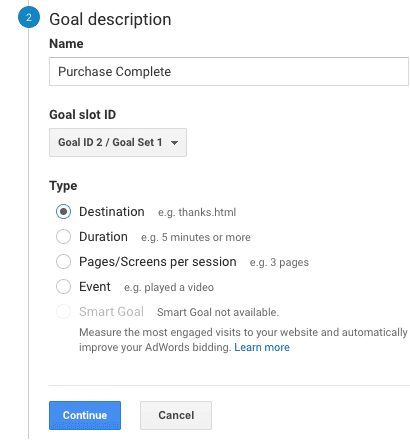 2 Goal description
Name
Purchase Complete
Goal slot ID
Goal ID 2 / Goal Set 1
Type
Destination e.g. thanks.html
Duration e.g. 5 minutes or more
Pages/Screens per session e.g. 3 pages
Event e.g. played a video
Smart Goal Smart Goal not available.
Measure the most engaged visits to your website and automatically
improve your AdWords bidding. Learn more
Continue Cancel